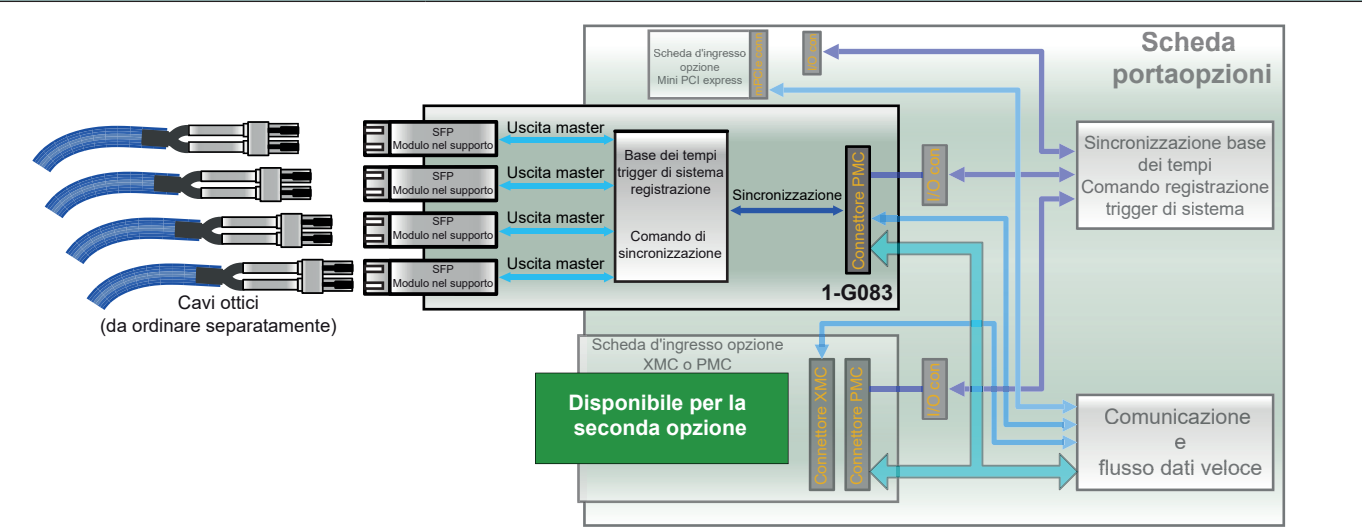 Scheda
portaopzioni
Scheda d'ingresso
opzione
Mini PCI express
mPCIe con
I/O con
SFP
Modulo nel supporto
Uscita master
SFP
Modulo nel supporto
Uscita master
SFP
Modulo nel supporto
Uscita master
SFP
Modulo nel supporto
Uscita master
Base dei tempi
trigger di sistema
registrazione
Comando di
sincronizzazione
Sincronizzazione
Connettore PMC
I/O con
1-G083
Sincronizzazione base
dei tempi
Comando registrazione
trigger di sistema
Cavi ottici
(da ordinare separatamente)
Scheda d'ingresso opzione
XMC o PMC
Disponibile per la
seconda opzione
Connettore XMC
Connettore PMC
I/O con
Comunicazione
e
flusso dati veloce